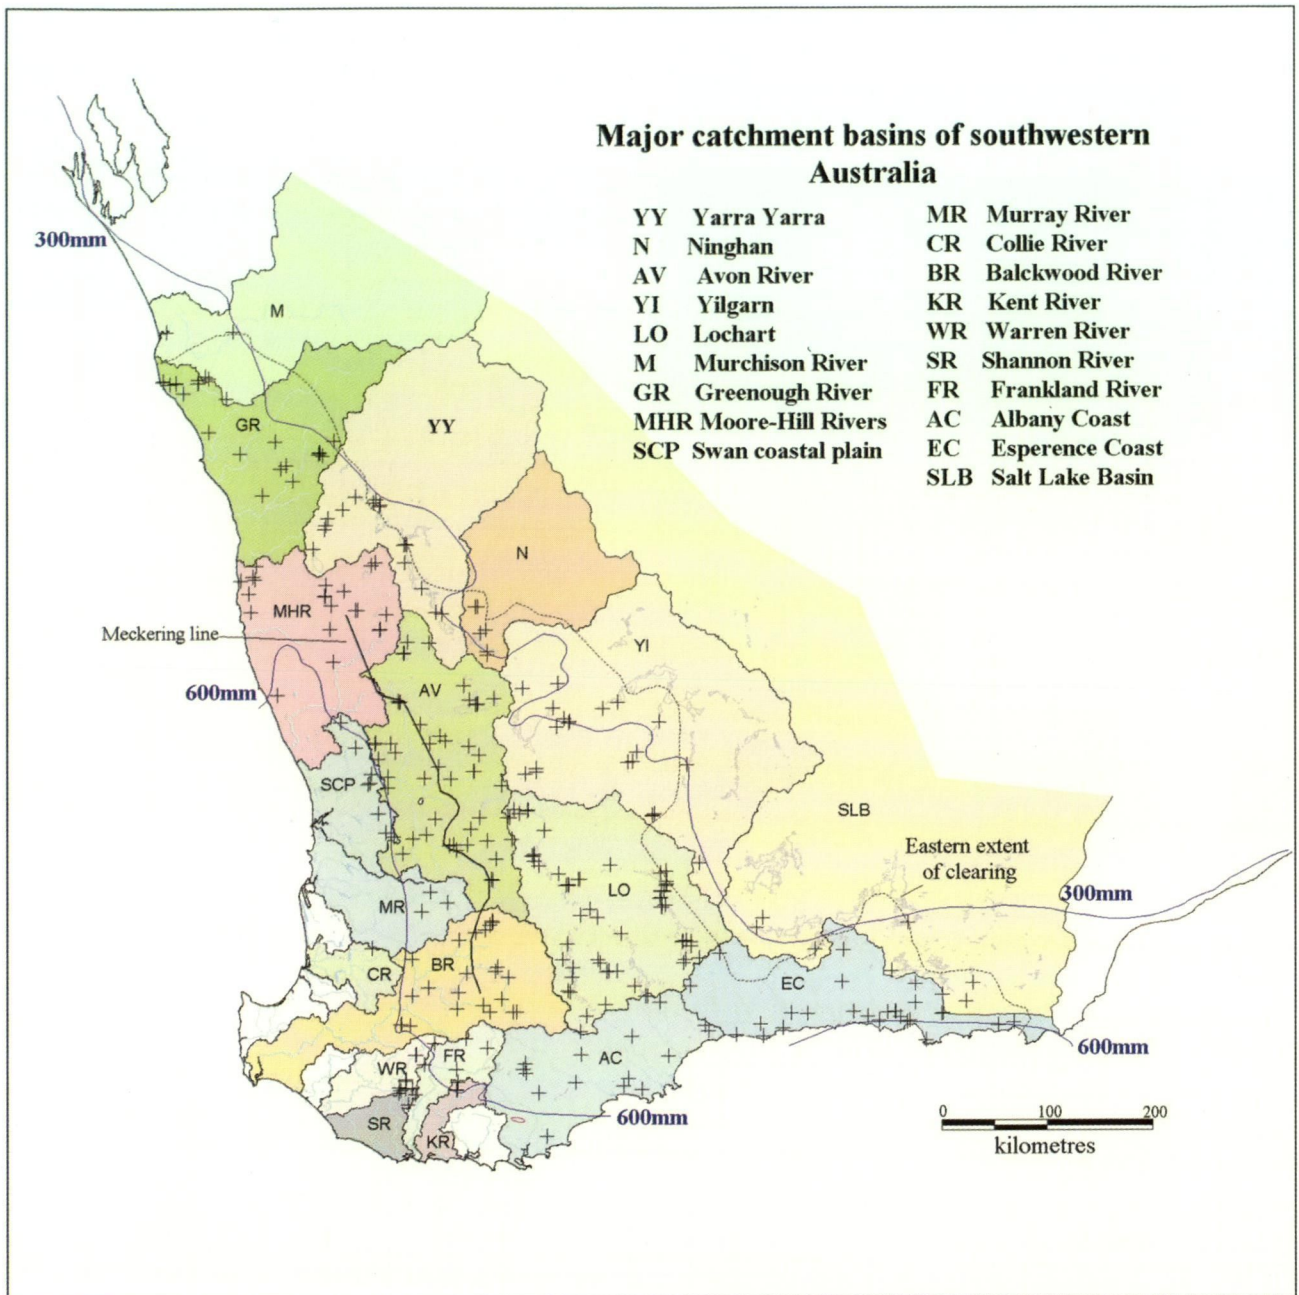 Major catchment basins of southwestern
Australia
YY Yarra Yarra
N Ninghan
AV Avon River
YI Yilgarn
LO Lochart
M Murchison River
GR Greenough River
MHR Moore-Hill Rivers
SCP Swan coastal plain
MR Murray River
CR Collie River
BR Balckwood River
KR Kent River
WR Warren River
SR Shannon River
FR Frankland River
AC Albany Coast
EC Esperence Coast
SLB Salt Lake Basin
300mm
M
GR
YY
N
MHR
Meckering line
YI
600mm
AV
SCP
SLB
Eastern extent
of clearing
LO
300mm
MR
CR
BR
EC
600mm
FR
AC
WR
600mm
SR
KR
0 100 200
kilometres